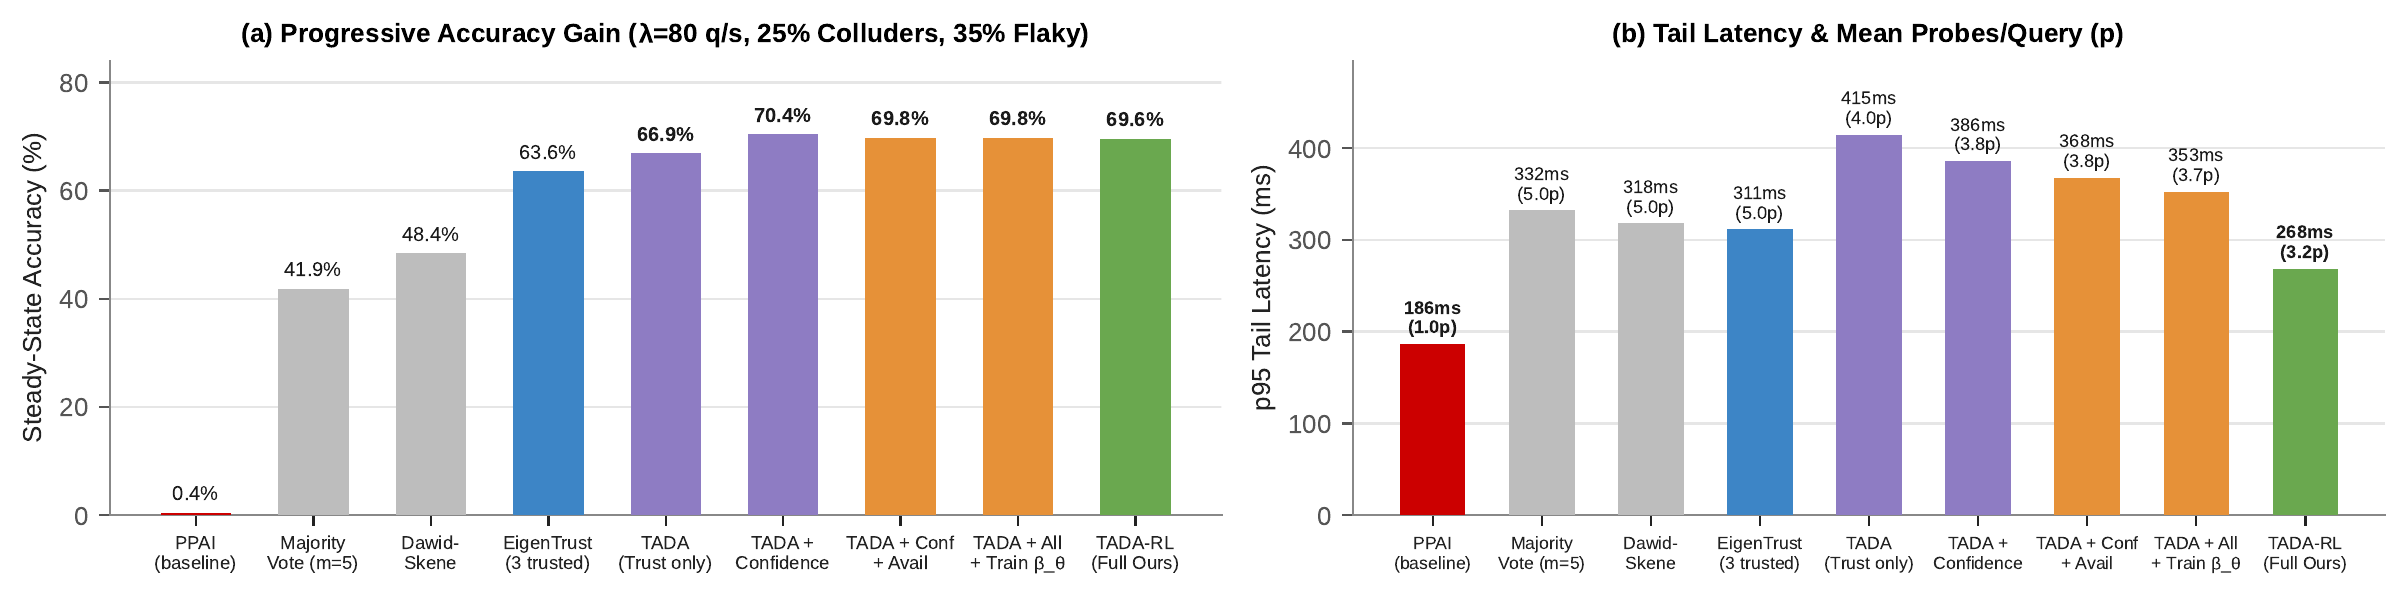 (a) Progressive Accuracy Gain (λ=80 q/s, 25% Colluders, 35% Flaky)
Steady-State Accuracy (%)
80
60
40
20
0
0.4%
41.9%
48.4%
63.6%
66.9%
70.4%
69.8%
69.8%
69.6%
PPAI
(baseline)
Majority
Vote (m=5)
Dawid-
Skene
EigenTrust
(3 trusted)
TADA
(Trust only)
TADA +
Confidence
TADA + Conf
+ Avail
TADA + All
+ Train β_θ
TADA-RL
(Full Ours)
(b) Tail Latency & Mean Probes/Query (p)
p95 Tail Latency (ms)
400
300
200
100
0
186ms
(1.0p)
332ms
(5.0p)
318ms
(5.0p)
311ms
(5.0p)
415ms
(4.0p)
386ms
(3.8p)
368ms
(3.8p)
353ms
(3.7p)
268ms
(3.2p)
PPAI
(baseline)
Majority
Vote (m=5)
Dawid-
Skene
EigenTrust
(3 trusted)
TADA
(Trust only)
TADA +
Confidence
TADA + Conf
+ Avail
TADA + All
+ Train β_θ
TADA-RL
(Full Ours)